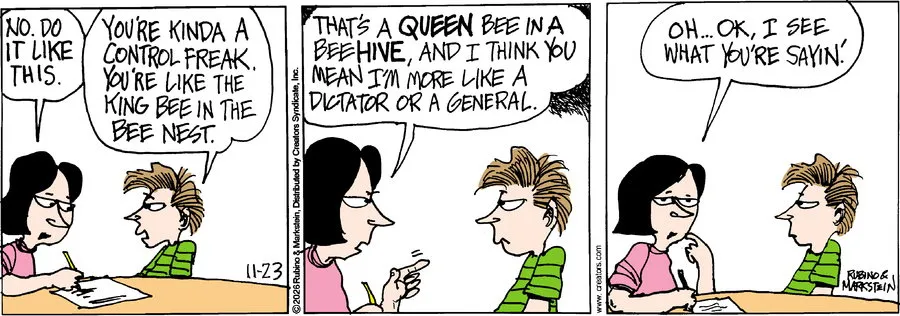 NO. DO
IT LIKE
THIS.
YOU'RE KINDA A
CONTROL FREAK.
YOU'RE LIKE THE
KING BEE IN THE
BEE NEST.
11-23
©2026 Rubino & Markstein, Distributed by Creators Syndicate, Inc.
THAT'S A QUEEN BEE IN A
BEEHIVE, AND I THINK YOU
MEAN I'M MORE LIKE A
DICTATOR OR A GENERAL.
www.creators.com
OH... OK, I SEE
WHAT YOU'RE SAYIN'.
RUBINO &
MARKSTEIN